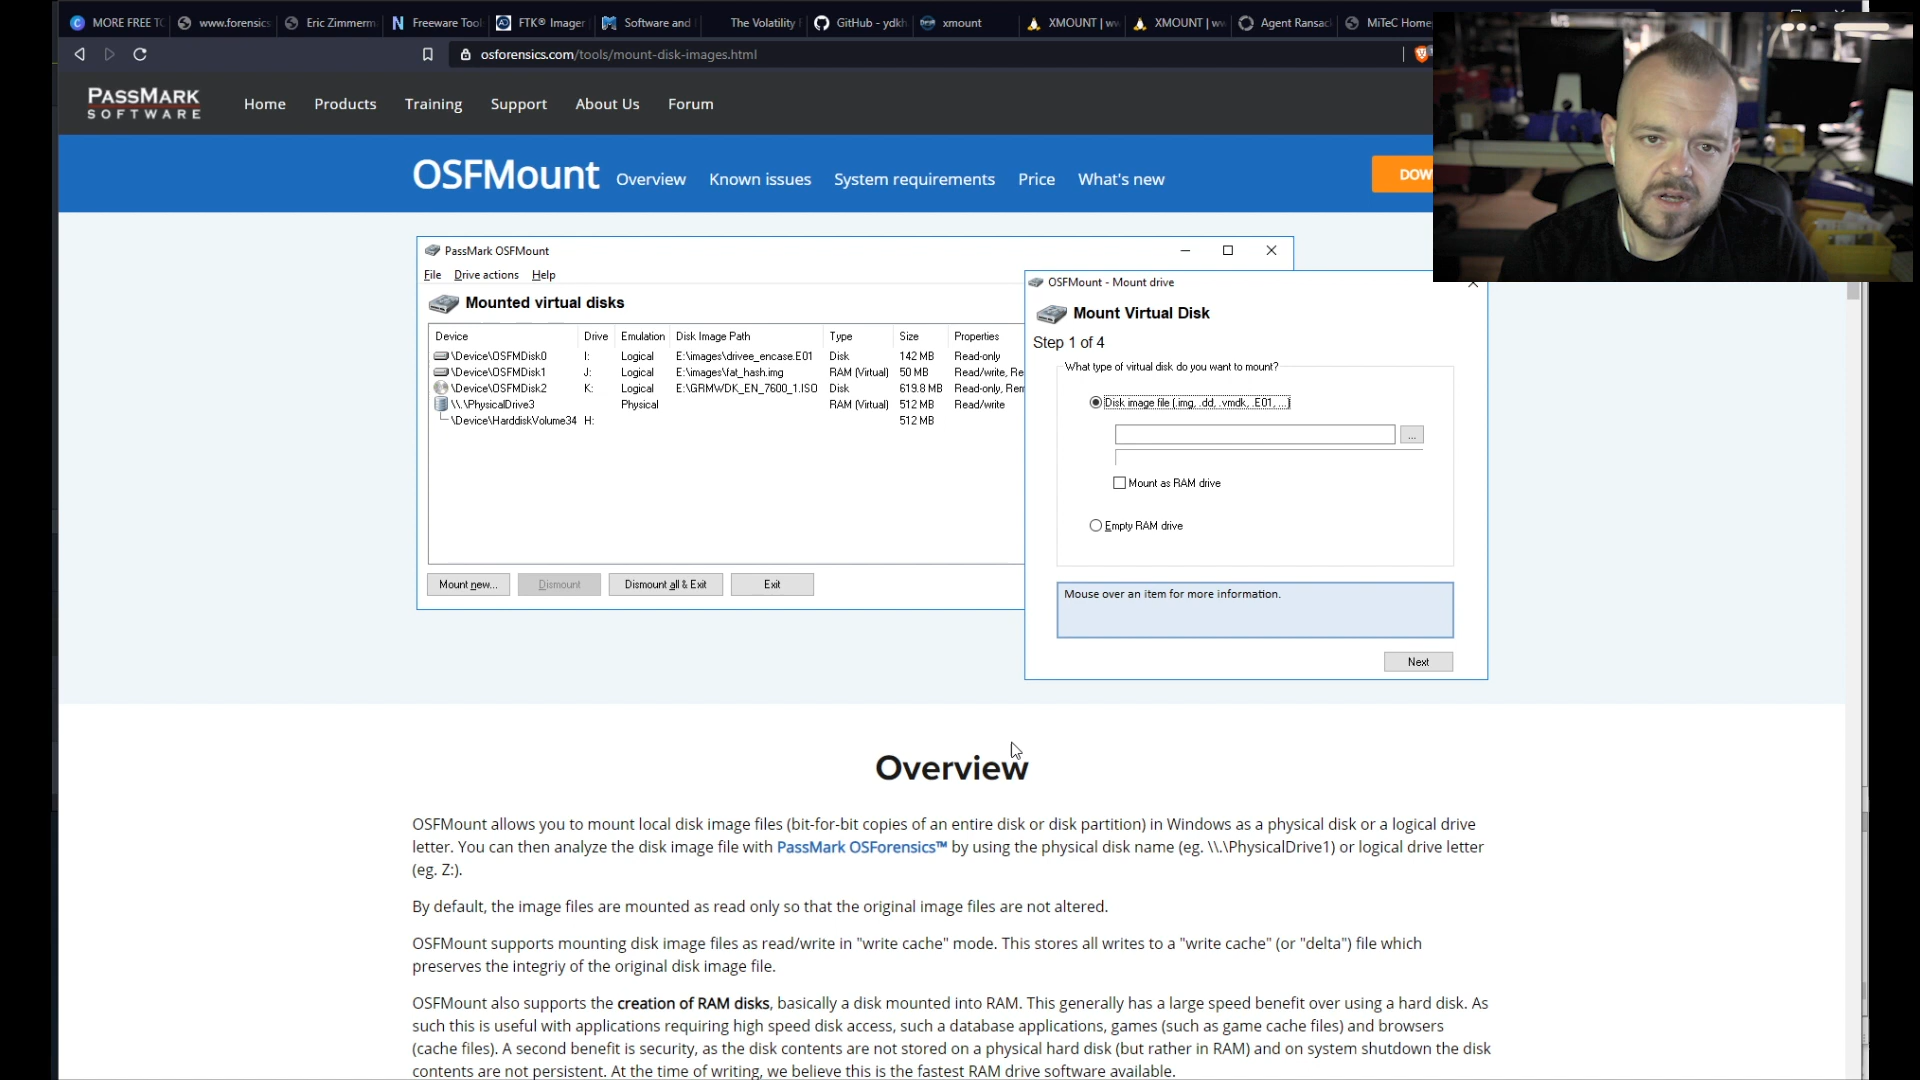 MORE FREE TO
www.forensics
Eric Zimmerm
Freeware Tool
FTK® Imager
Software and
The Volatility F
GitHub - ydkh
xmount
XMOUNT | ww
XMOUNT | ww
Agent Ransac
MiTeC Home
osforensics.com/tools/mount-disk-images.html
PASSMARK
SOFTWARE
Home Products Training Support About Us Forum
OSFMount Overview Known issues System requirements Price What's new
DOW
PassMark OSFMount
File Drive actions Help
Mounted virtual disks
Device Drive Emulation Disk Image Path Type Size Properties
\Device\OSFMDisk0 I: Logical E:\images\drivee_encase.E01 Disk 142 MB Read-only
\Device\OSFMDisk1 J: Logical E:\images\fat_hash.img RAM (Virtual) 50 MB Read/write, Re
\Device\OSFMDisk2 K: Logical E:\GRMWDK_EN_7600_1.ISO Disk 619.8 MB Read-only, Rem
\\.\PhysicalDrive3 Physical RAM (Virtual) 512 MB Read/write
\Device\HarddiskVolume34 H: 512 MB
Mount new... Dismount Dismount all & Exit Exit
OSFMount - Mount drive
Mount Virtual Disk
Step 1 of 4
What type of virtual disk do you want to mount?
Disk image file (.img, .dd, .vmdk, .E01, ...)
...
Mount as RAM drive
Empty RAM drive
Mouse over an item for more information.
Next
Overview
OSFMount allows you to mount local disk image files (bit-for-bit copies of an entire disk or disk partition) in Windows as a physical disk or a logical drive
letter. You can then analyze the disk image file with PassMark OSForensics™ by using the physical disk name (eg. \\.\PhysicalDrive1) or logical drive letter
(eg. Z:).
By default, the image files are mounted as read only so that the original image files are not altered.
OSFMount supports mounting disk image files as read/write in "write cache" mode. This stores all writes to a "write cache" (or "delta") file which
preserves the integriy of the original disk image file.
OSFMount also supports the creation of RAM disks, basically a disk mounted into RAM. This generally has a large speed benefit over using a hard disk. As
such this is useful with applications requiring high speed disk access, such a database applications, games (such as game cache files) and browsers
(cache files). A second benefit is security, as the disk contents are not stored on a physical hard disk (but rather in RAM) and on system shutdown the disk
contents are not persistent. At the time of writing, we believe this is the fastest RAM drive software available.